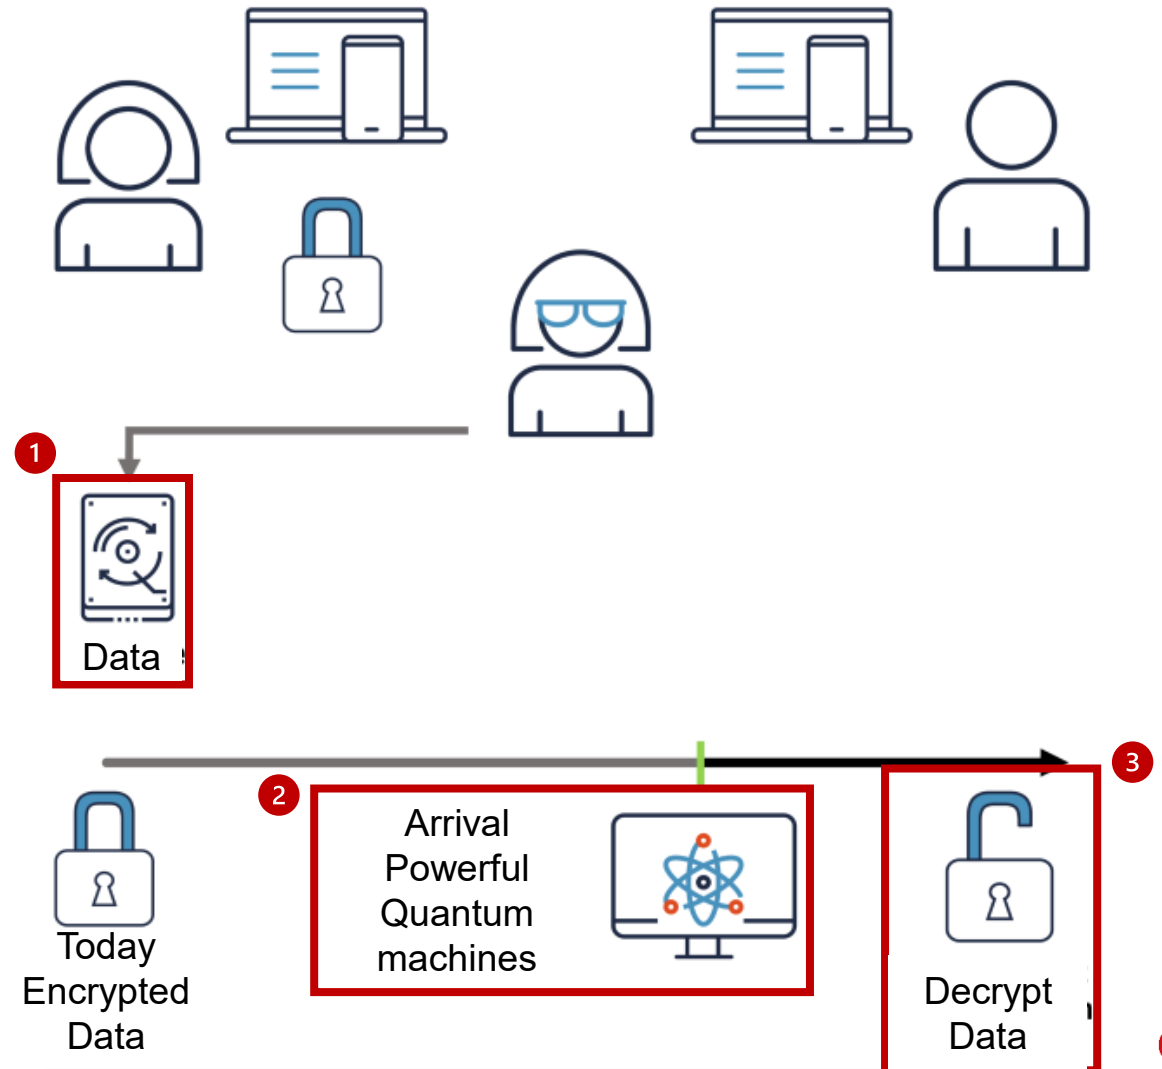 1
Data
2
3
Arrival
Powerful
Quantum
machines
Today
Encrypted
Data
Decrypt
Data